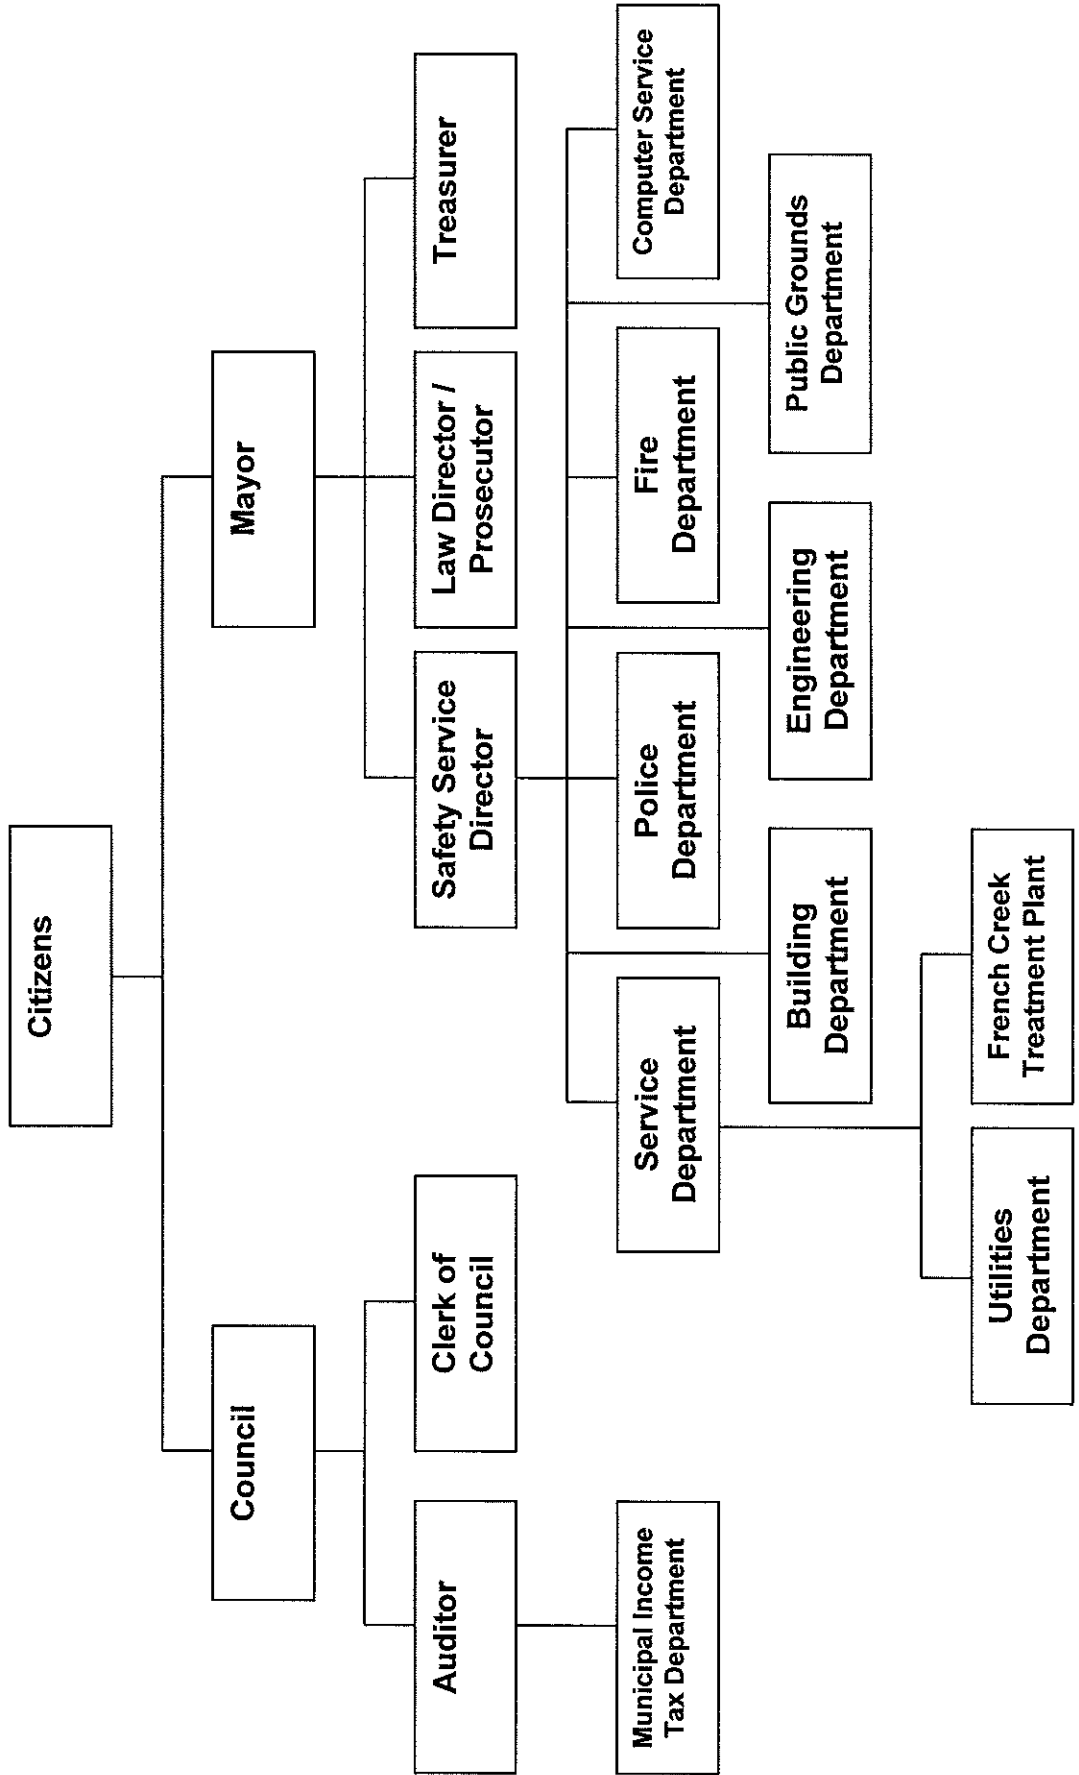 Citizens
Council
Mayor
Auditor
Clerk of
Council
Safety Service
Director
Law Director /
Prosecutor
Treasurer
Municipal Income
Tax Department
Service
Department
Police
Department
Fire
Department
Computer Service
Department
Building
Department
Engineering
Department
Public Grounds
Department
Utilities
Department
French Creek
Treatment Plant